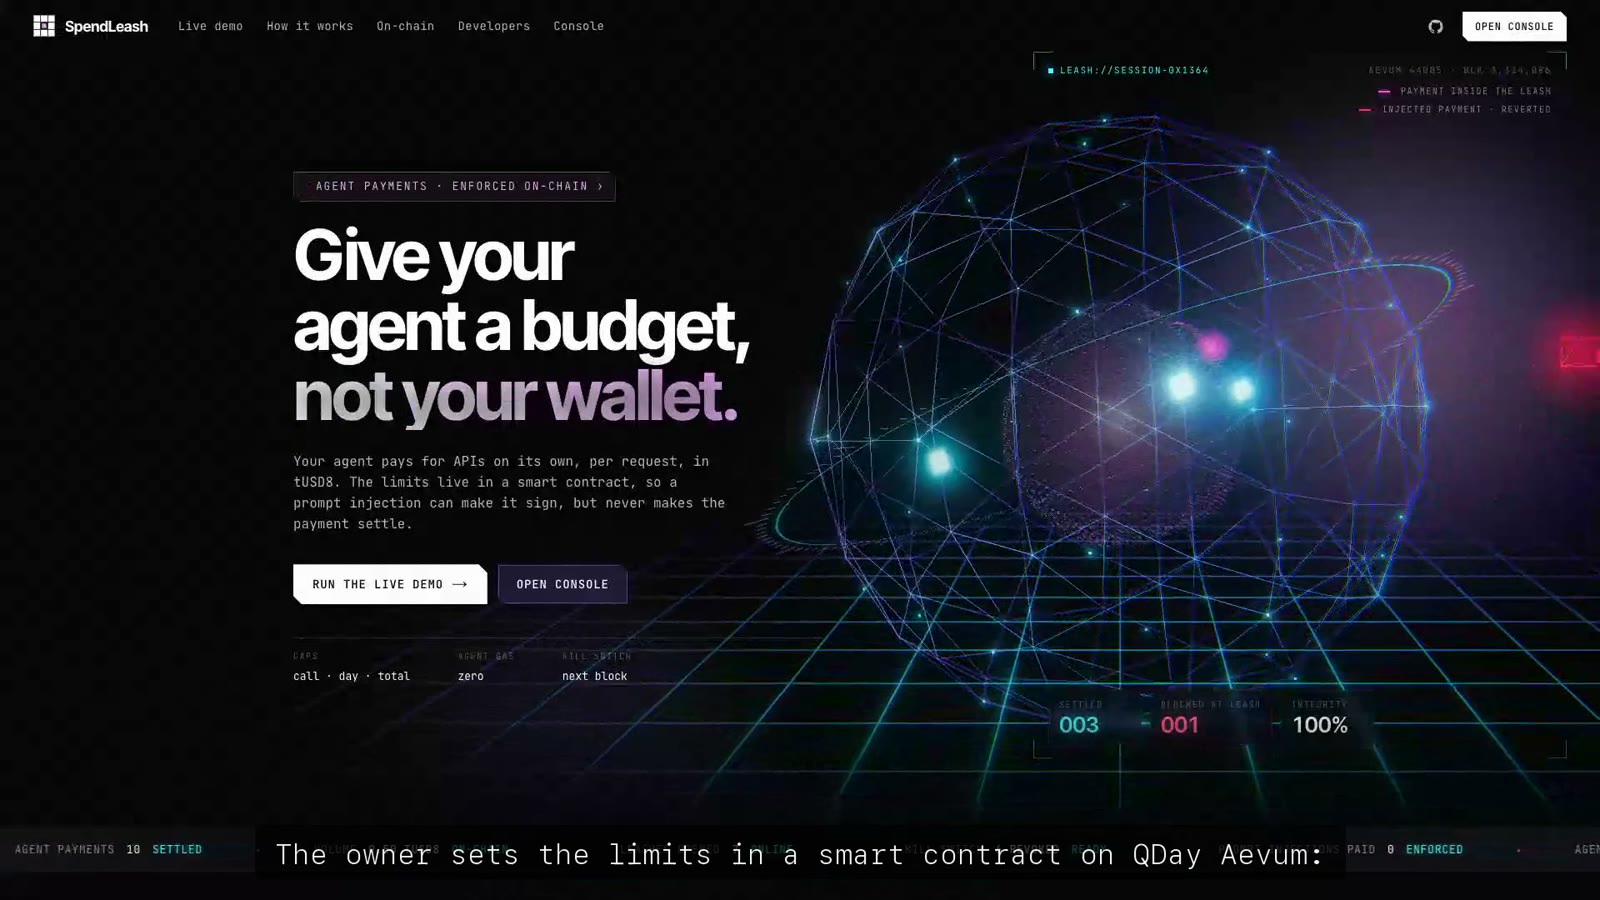 SpendLeash
Live demo
How it works
On-chain
Developers
Console
OPEN CONSOLE
LEASH://SESSION-0X1364
AEVUM 44085 · BLK
PAYMENT INSIDE THE LEASH
INJECTED PAYMENT · REVERTED
AGENT PAYMENTS · ENFORCED ON-CHAIN ›
Give your
agent a budget,
not your wallet.
Your agent pays for APIs on its own, per request, in
tUSD8. The limits live in a smart contract, so a
prompt injection can make it sign, but never makes the
payment settle.
RUN THE LIVE DEMO →
OPEN CONSOLE
CAPS
call · day · total
AGENT GAS
zero
KILL SWITCH
next block
SETTLED
003
BLOCKED BY LEASH
001
INTEGRITY
100%
AGENT PAYMENTS 10 SETTLED
PAID 0 ENFORCED
The owner sets the limits in a smart contract on QDay Aevum: